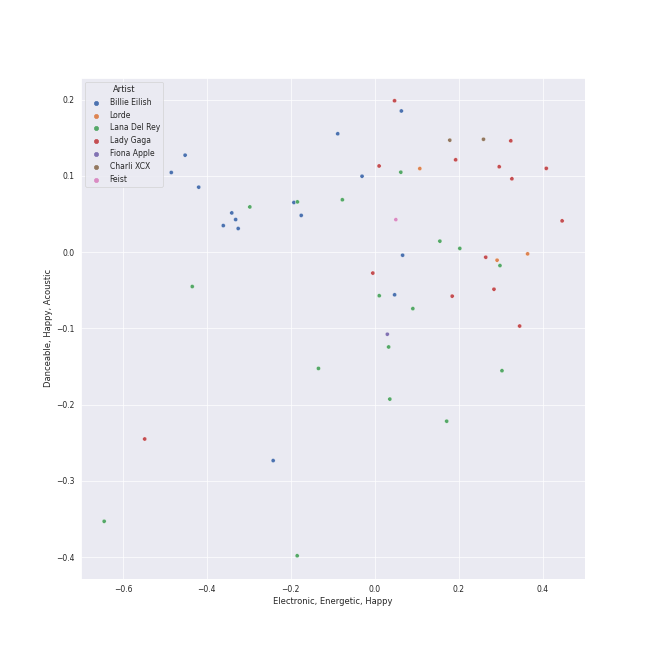 Artist
Billie Eilish
Lorde
Lana Del Rey
Lady Gaga
Fiona Apple
Charli XCX
Feist
0.2
0.1
0.0
−0.1
−0.2
−0.3
−0.4
Danceable, Happy, Acoustic
−0.6 −0.4 −0.2 0.0 0.2 0.4
Electronic, Energetic, Happy